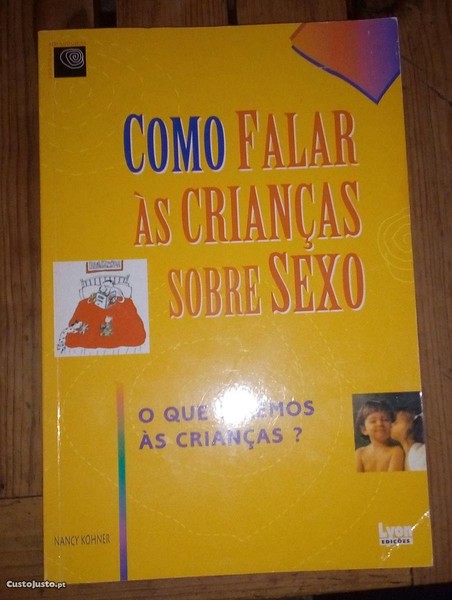 COMO FALAR
ÀS CRIANÇAS
SOBRE SEXO
O QUE
ÀS CRIANÇAS ?
NANCY KOHNER
Lyon
EDIÇÕES
CustoJusto.pt